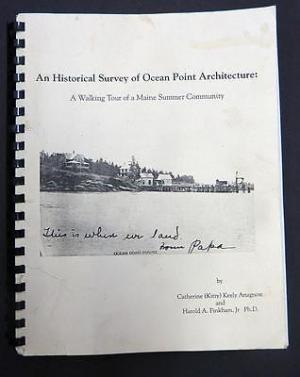 An Historical Survey of Ocean Point Architecture:
A Walking Tour of a Maine Summer Community
This is where we land
from Papa
OCEAN POINT
by
Catherine (Kitty) Keely Anagnost
and
Harold A. Pinkham, Jr Ph.D.